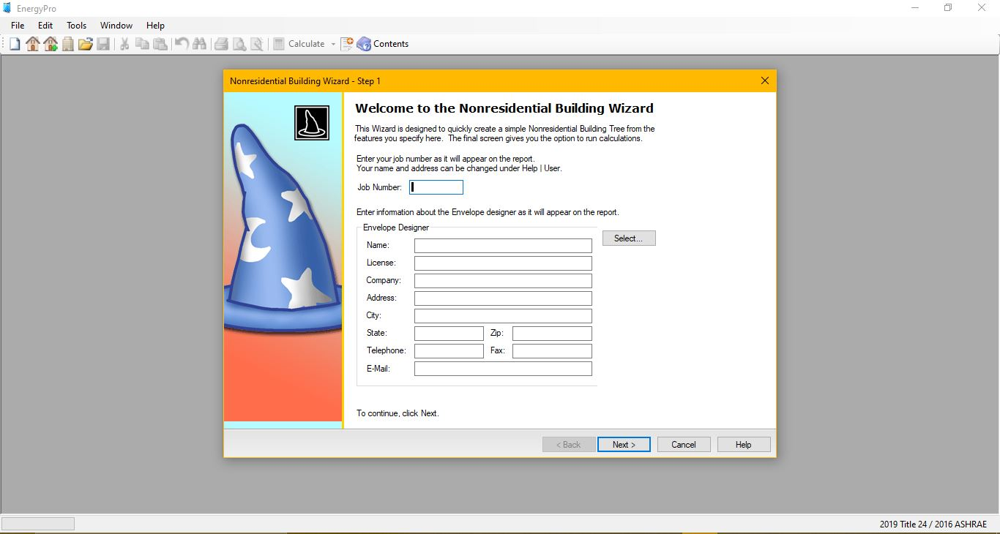 EnergyPro
File Edit Tools Window Help
Calculate Contents
Nonresidential Building Wizard - Step 1
Welcome to the Nonresidential Building Wizard
This Wizard is designed to quickly create a simple Nonresidential Building Tree from the
features you specify here. The final screen gives you the option to run calculations.
Enter your job number as it will appear on the report.
Your name and address can be changed under Help | User.
Job Number:
Enter information about the Envelope designer as it will appear on the report.
Envelope Designer
Select...
Name:
License:
Company:
Address:
City:
State: Zip:
Telephone: Fax:
E-Mail:
To continue, click Next.
< Back Next > Cancel Help
2019 Title 24 / 2016 ASHRAE